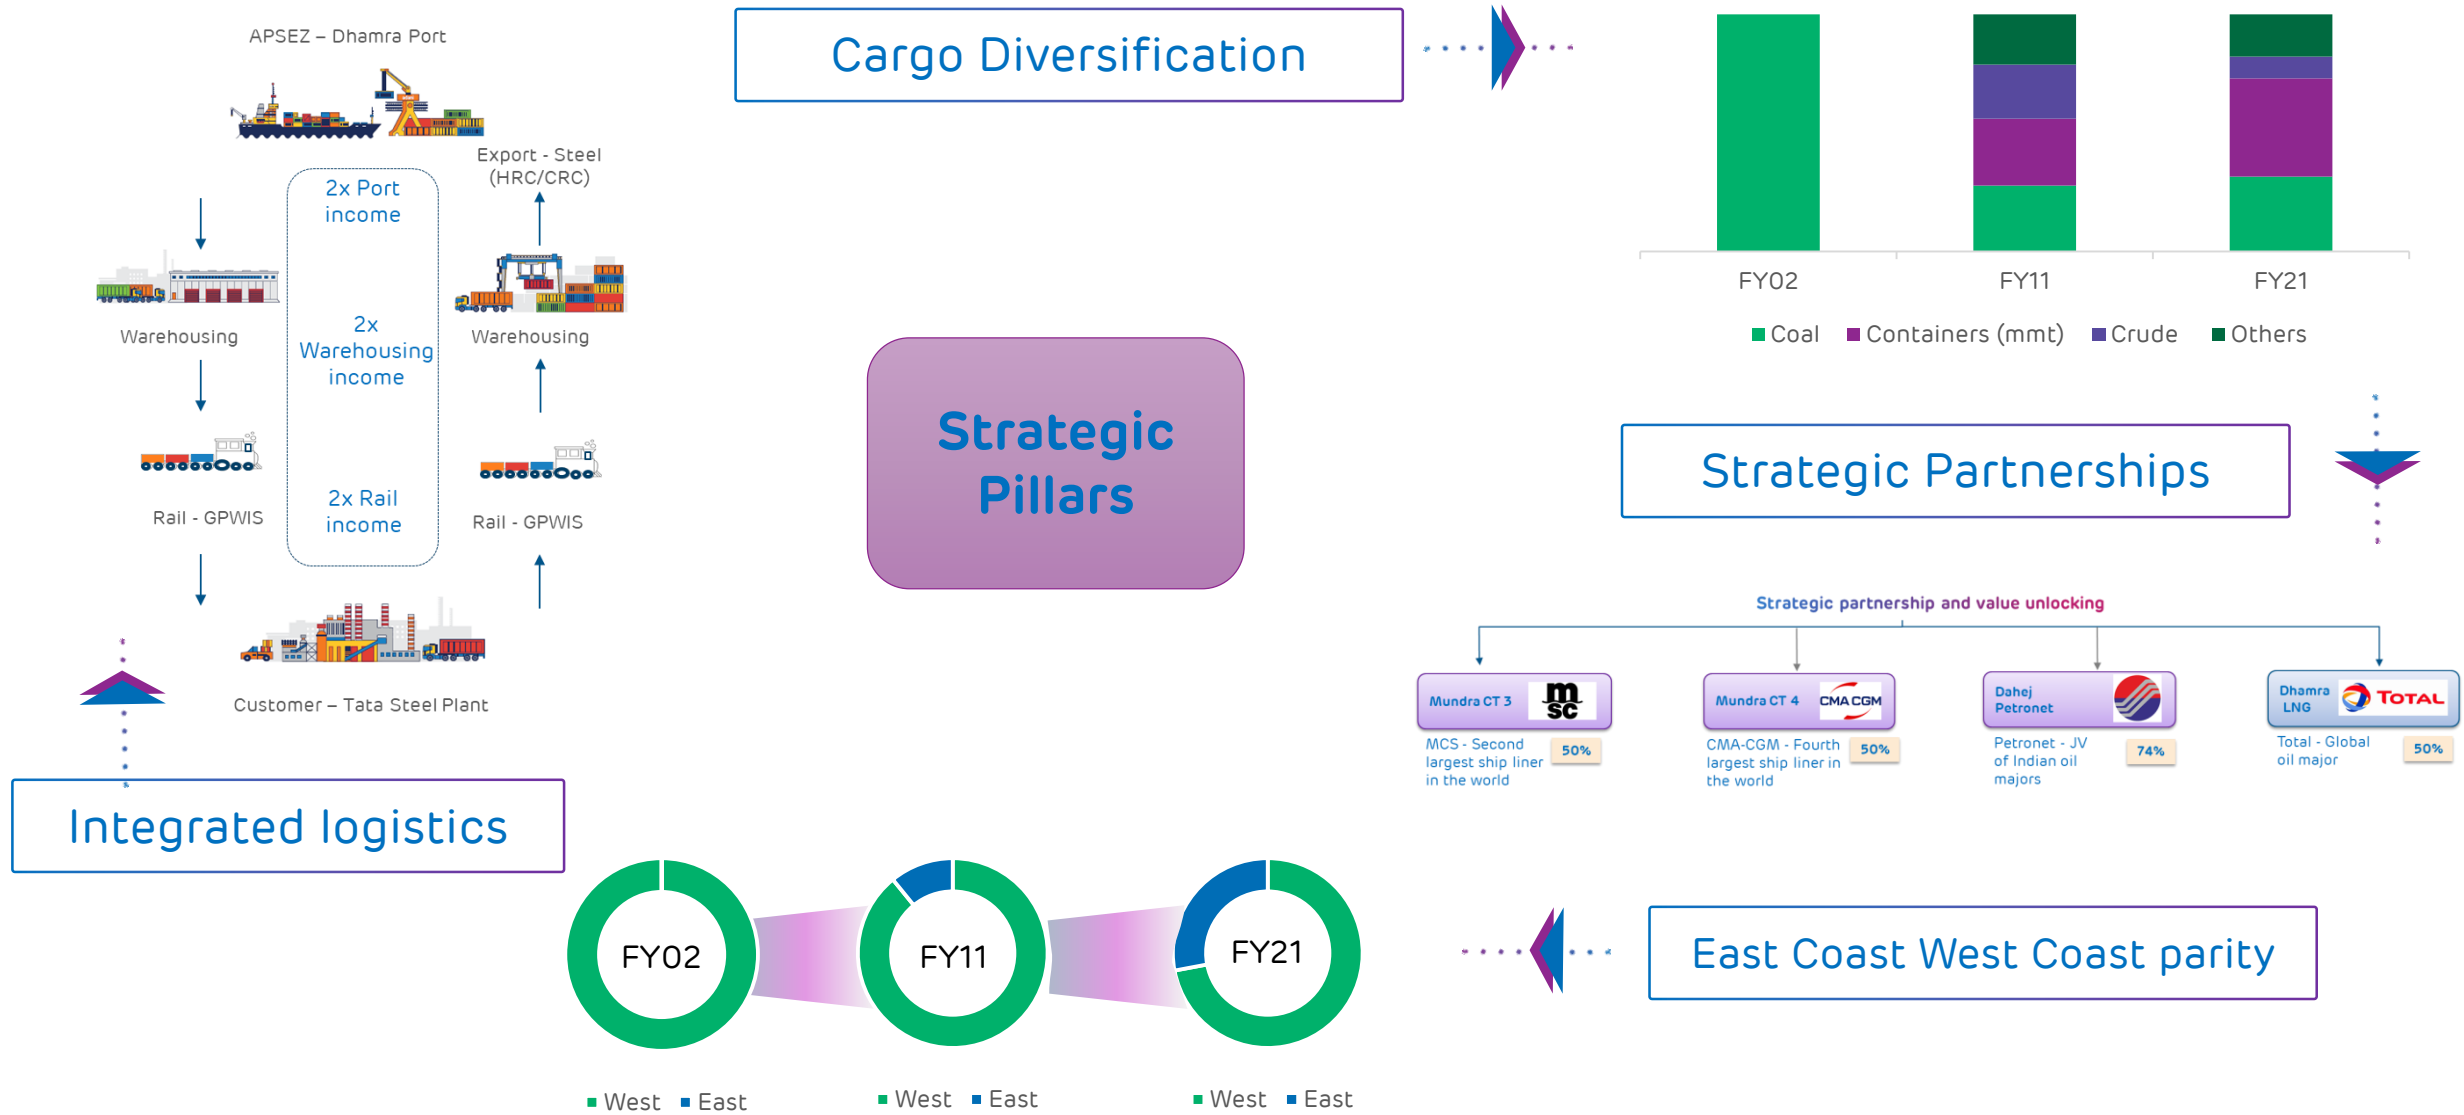 APSEZ – Dhamra Port
Export - Steel
(HRC/CRC)
2x Port
income
Warehousing
2x
Warehousing
income
Warehousing
Rail - GPWIS
2x Rail
income
Rail - GPWIS
Customer – Tata Steel Plant
Integrated logistics
Cargo Diversification
FY02
FY11
FY21
Coal
Containers (mmt)
Crude
Others
Strategic
Pillars
Strategic Partnerships
Strategic partnership and value unlocking
Mundra CT 3
msc
MCS - Second
largest ship liner
in the world
50%
Mundra CT 4
CMA CGM
CMA-CGM - Fourth
largest ship liner in
the world
50%
Dahej
Petronet
Petronet - JV
of Indian oil
majors
74%
Dhamra
LNG
TOTAL
Total - Global
oil major
50%
East Coast West Coast parity
FY02
West
East
FY11
West
East
FY21
West
East